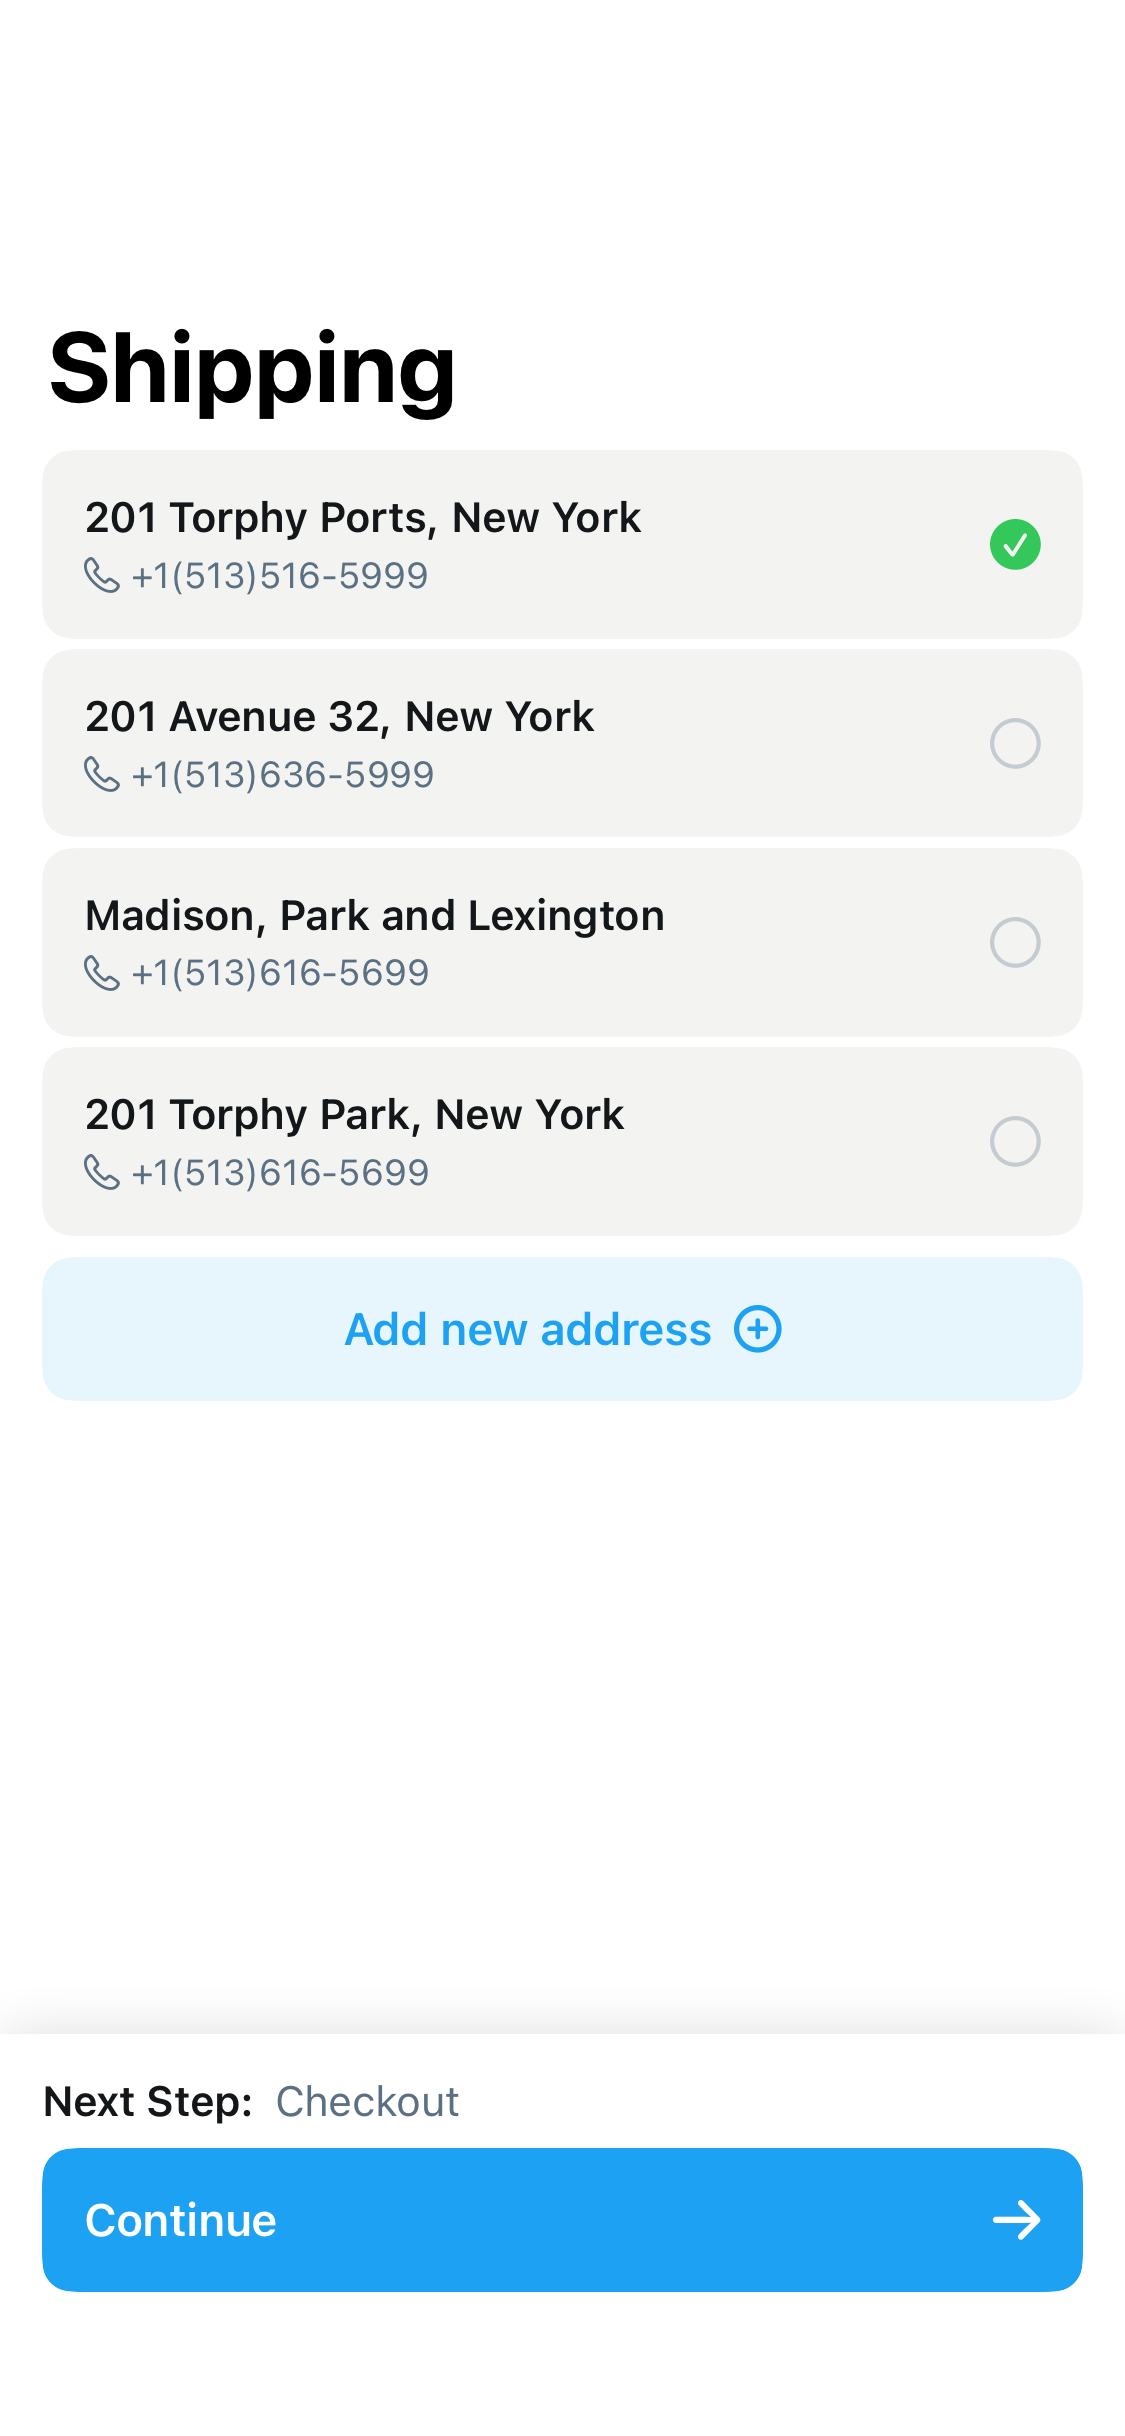 Shipping
201 Torphy Ports, New York
+1(513)516-5999
201 Avenue 32, New York
+1(513)636-5999
Madison, Park and Lexington
+1(513)616-5699
201 Torphy Park, New York
+1(513)616-5699
Add new address
Next Step: Checkout
Continue